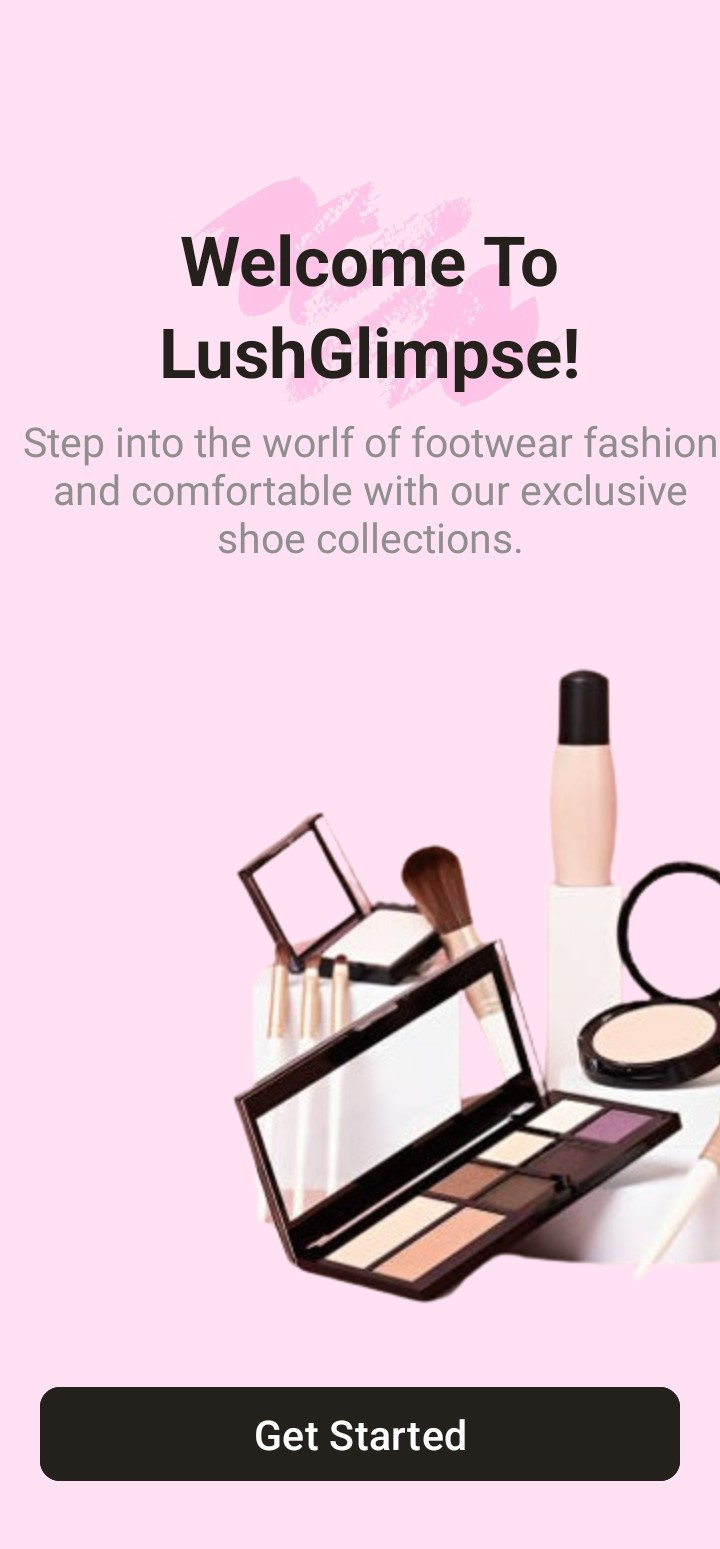 Welcome To
LushGlimpse!
Step into the worlf of footwear fashion
and comfortable with our exclusive
shoe collections.
Get Started